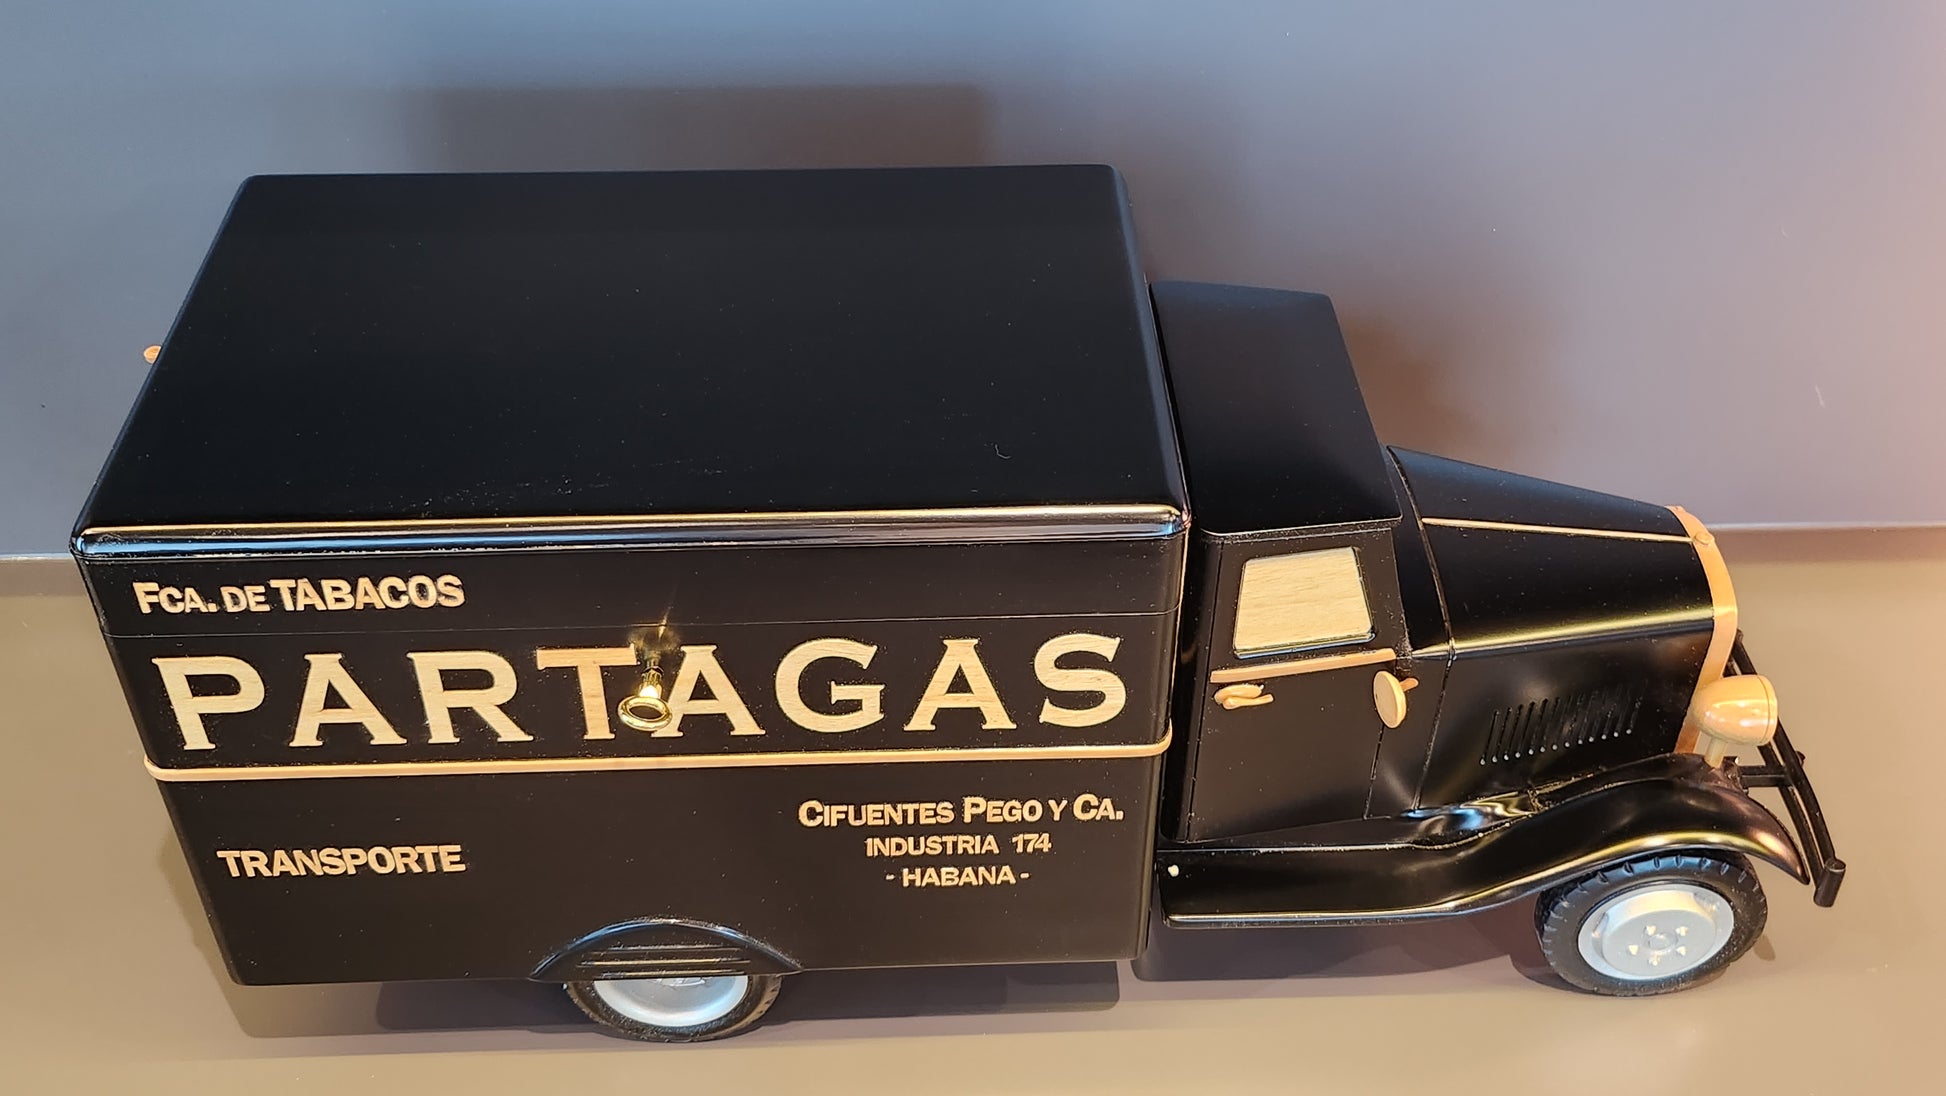 FCA. DE TABACOS
PARTAGAS
TRANSPORTE
CIFUENTES PEGO Y CA.
INDUSTRIA 174
- HABANA -